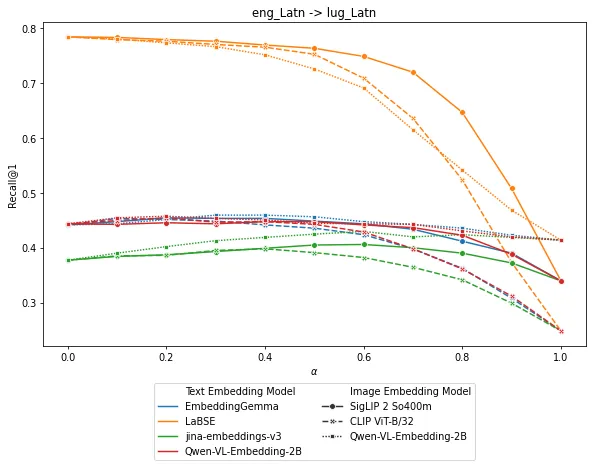 eng_Latn -> lug_Latn
0.8
0.7
0.6
0.5
0.4
0.3
Recall@1
0.0 0.2 0.4 0.6 0.8 1.0
α
Text Embedding Model
EmbeddingGemma
LaBSE
jina-embeddings-v3
Qwen-VL-Embedding-2B
Image Embedding Model
SigLIP 2 So400m
CLIP ViT-B/32
Qwen-VL-Embedding-2B